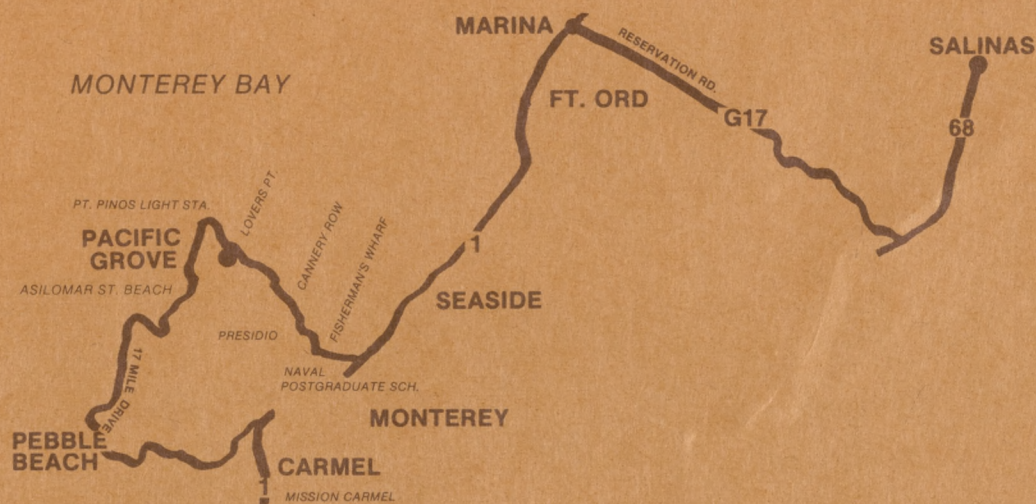 MARINA
RESERVATION RD.
SALINAS
MONTEREY BAY
FT. ORD
G17
68
PT. PINOS LIGHT STA.
LOVERS PT
PACIFIC
GROVE
CANNERY ROW
FISHERMAN'S WHARF
1
ASILOMAR ST. BEACH
SEASIDE
PRESIDIO
17 MILE DRIVE
NAVAL
POSTGRADUATE SCH.
MONTEREY
PEBBLE
BEACH
CARMEL
1
MISSION CARMEL